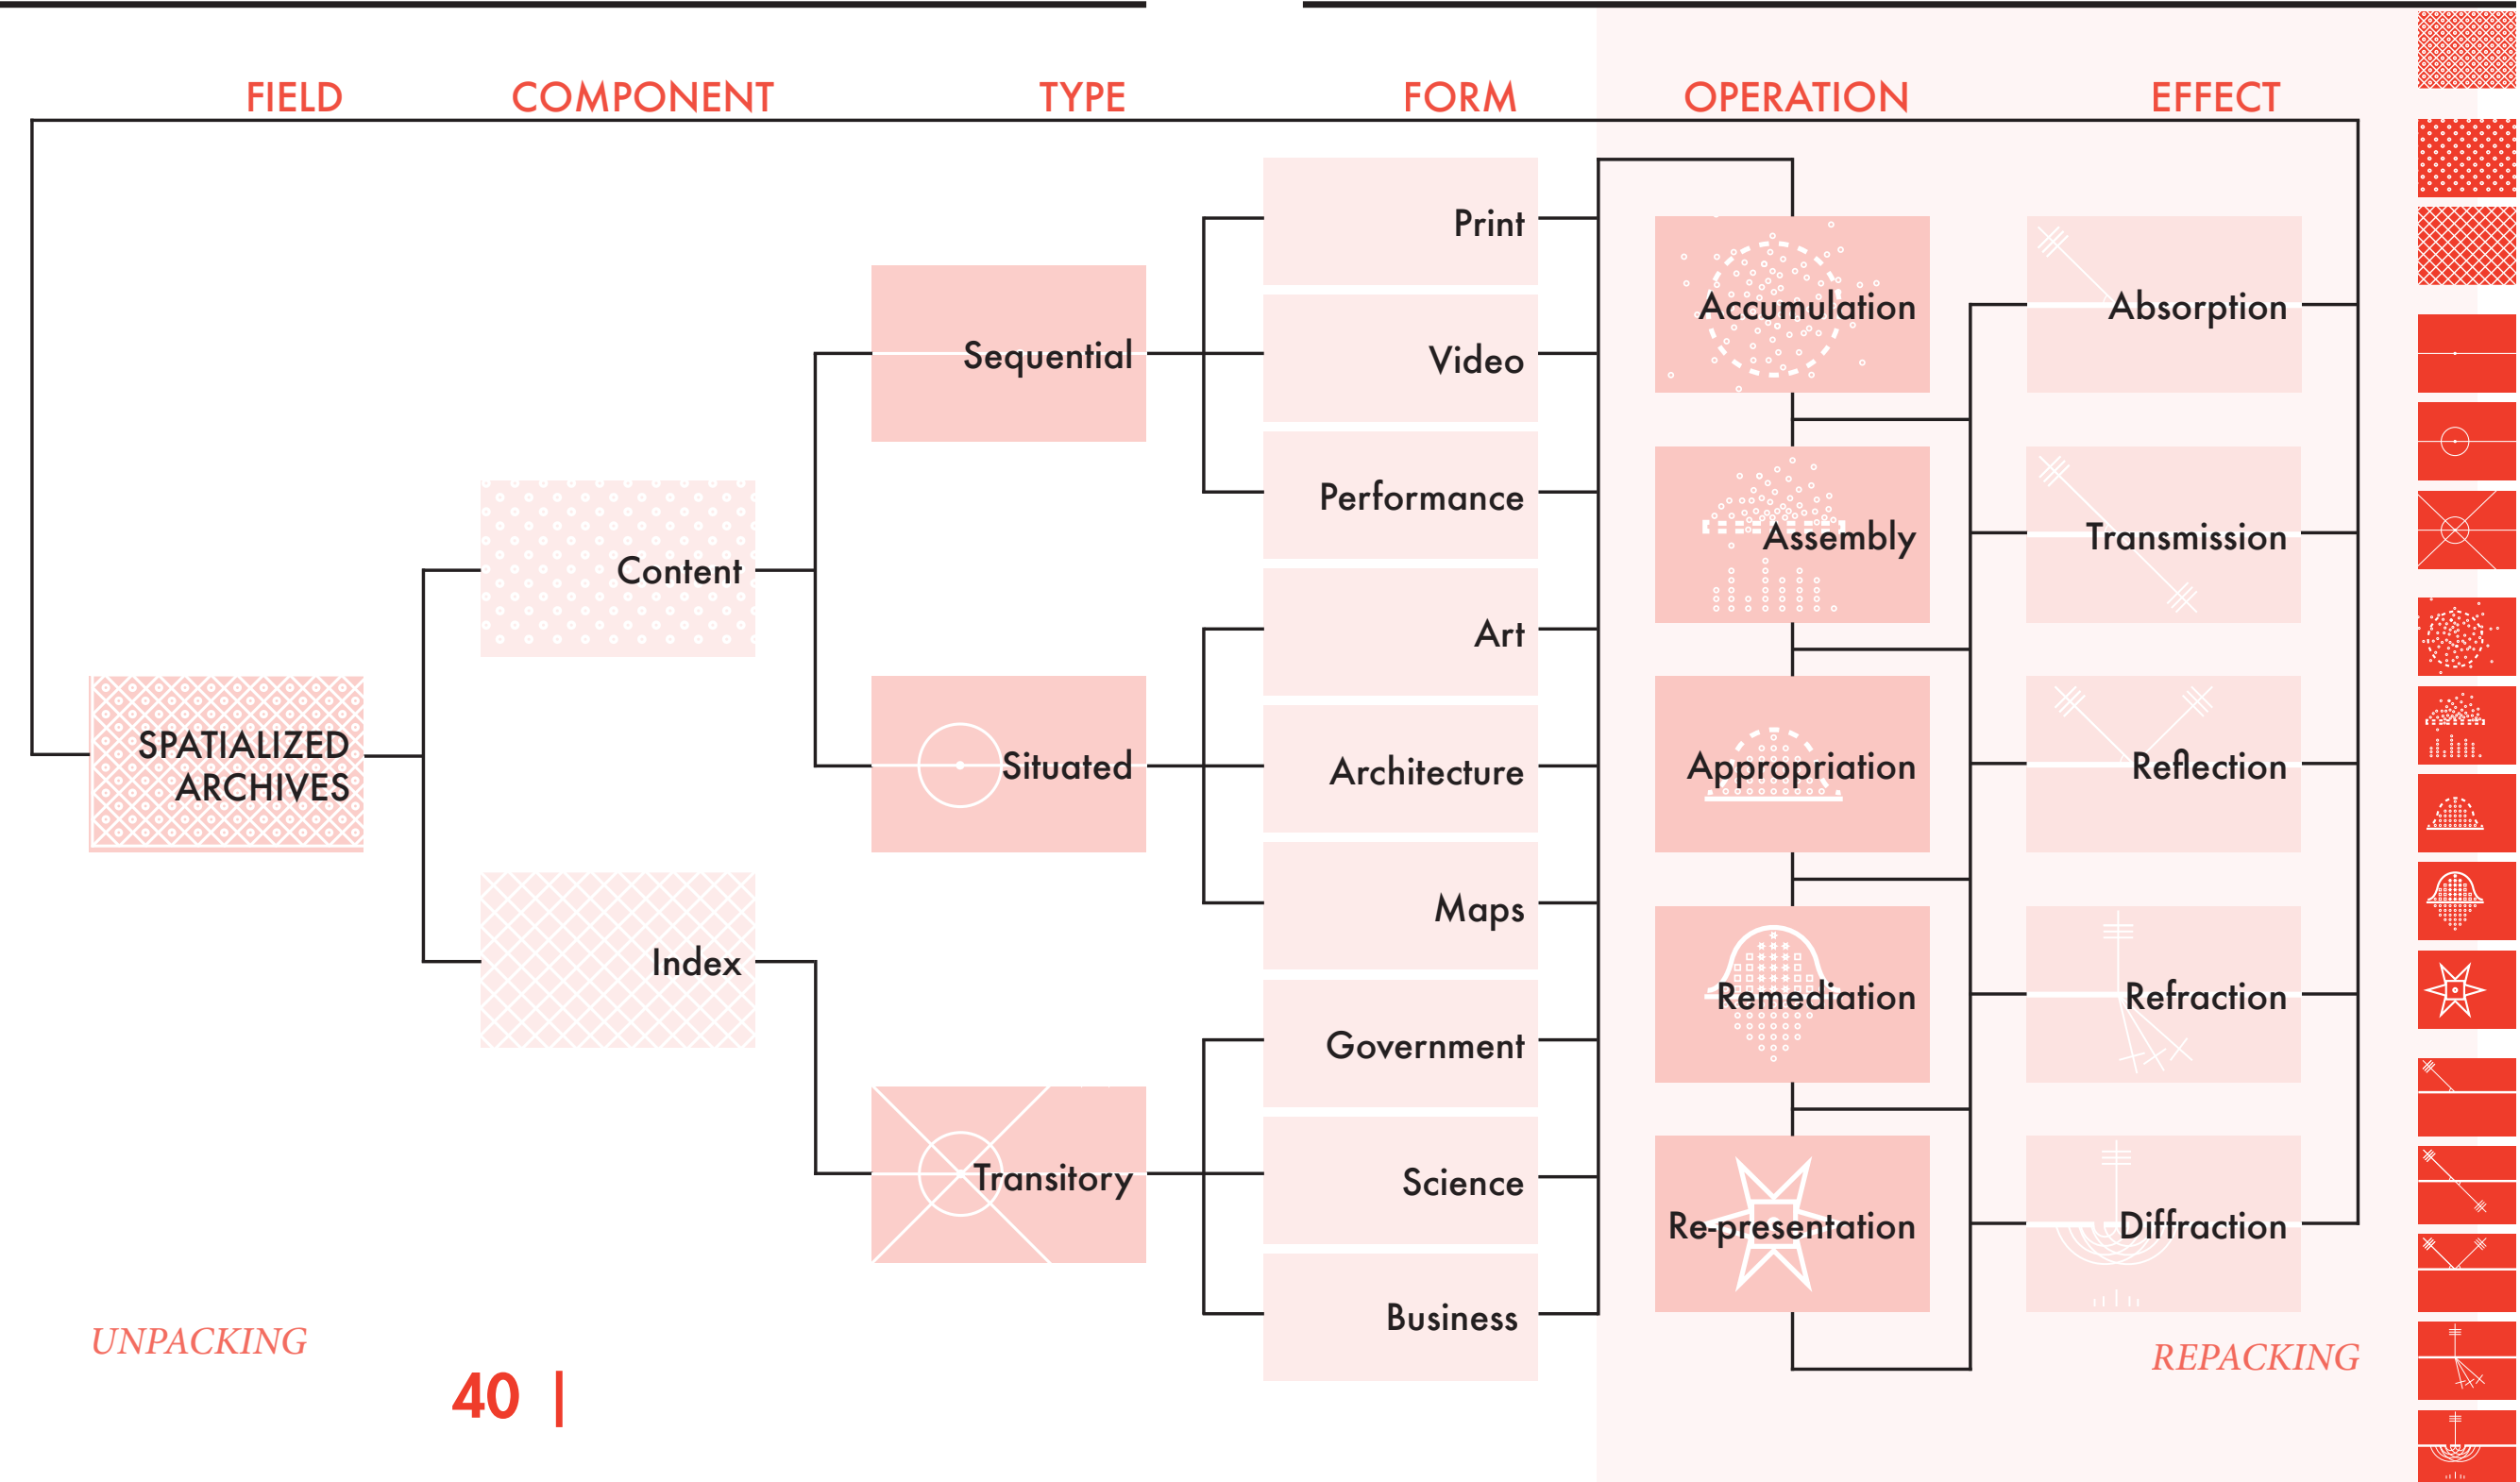 FIELD
COMPONENT
TYPE
FORM
OPERATION
EFFECT
SPATIALIZED
ARCHIVES
Content
Index
Sequential
Situated
Transitory
Print
Video
Performance
Art
Architecture
Maps
Government
Science
Business
Accumulation
Assembly
Appropriation
Remediation
Re-presentation
Absorption
Transmission
Reflection
Refraction
Diffraction
UNPACKING
REPACKING
40 |